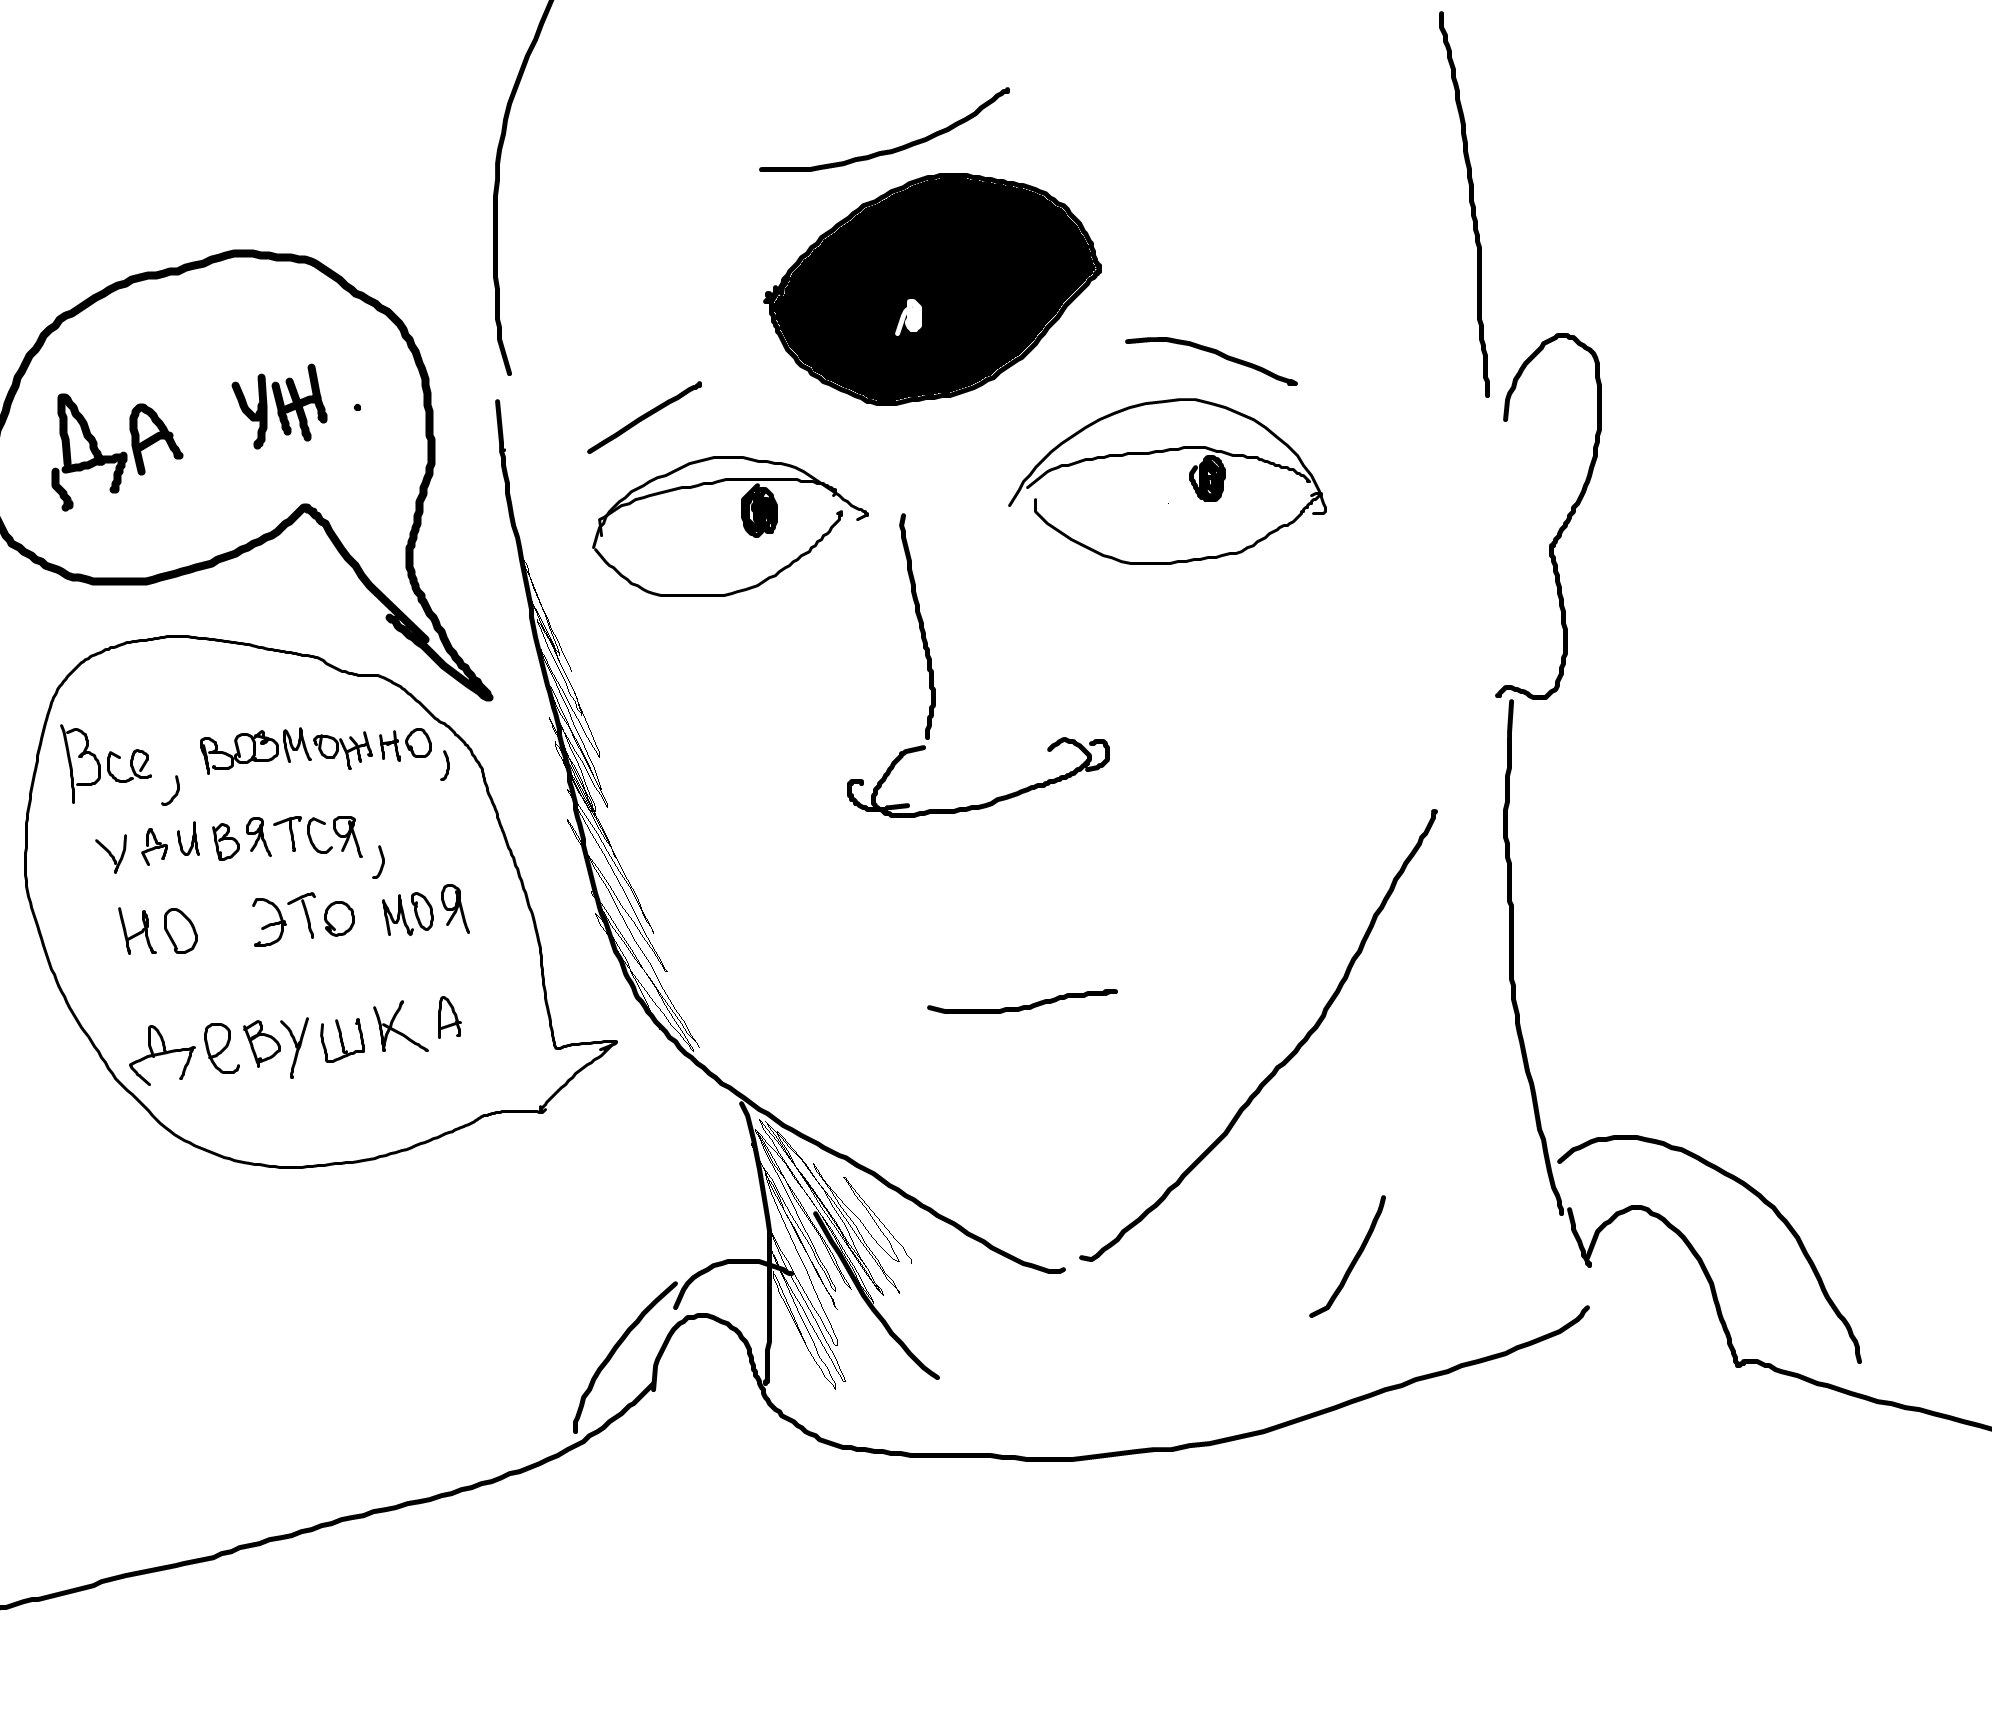 ДА УЖ.
Все, возможно,
удивятся,
но это моя
девушка